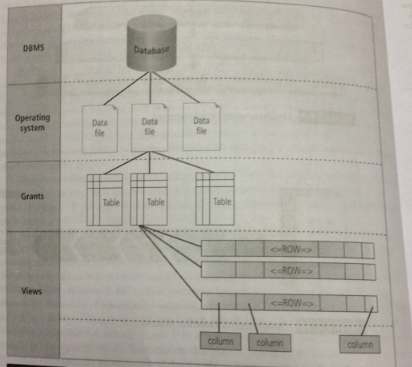 DBMS
Database
Operating
system
Data
file
Data
file
Data
file
Grants
Table
Table
Table
Views
<=ROW=>
<=ROW=>
<=ROW=>
column
column
column